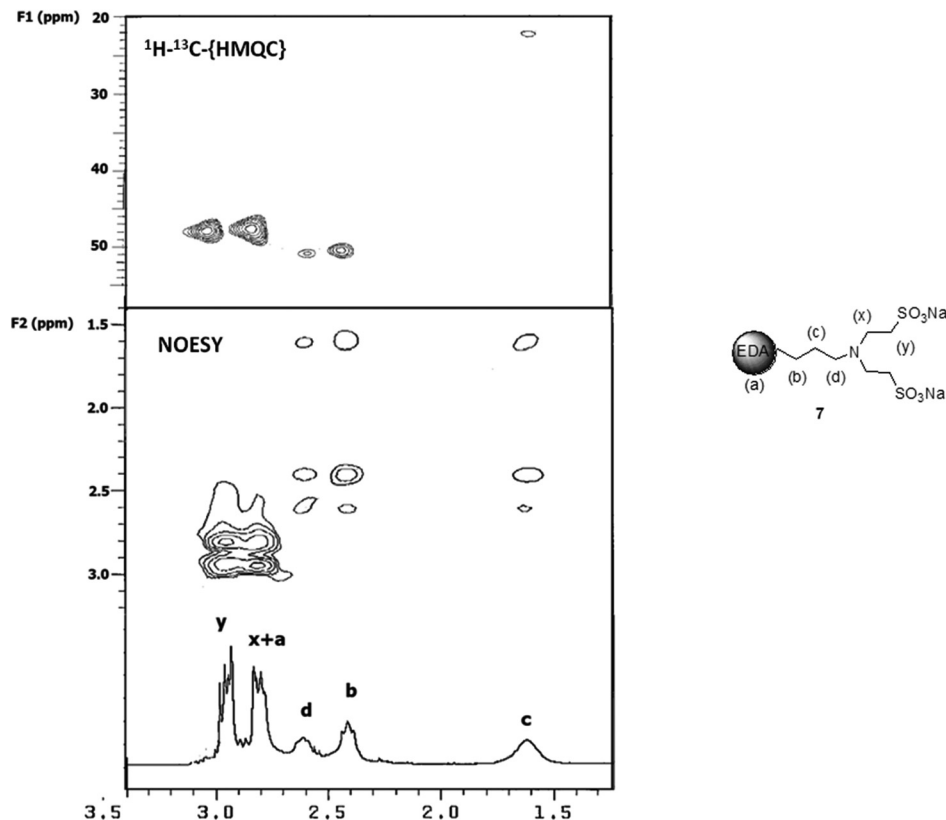 F1 (ppm)
20
30
40
50
¹H-¹³C-{HMQC}
F2 (ppm)
1.5
2.0
2.5
3.0
NOESY
y
x+a
d
b
c
3.5
3.0
2.5
2.0
1.5
EDA
(a)
(b)
(c)
(d)
N
(x)
(y)
SO₃Na
SO₃Na
7